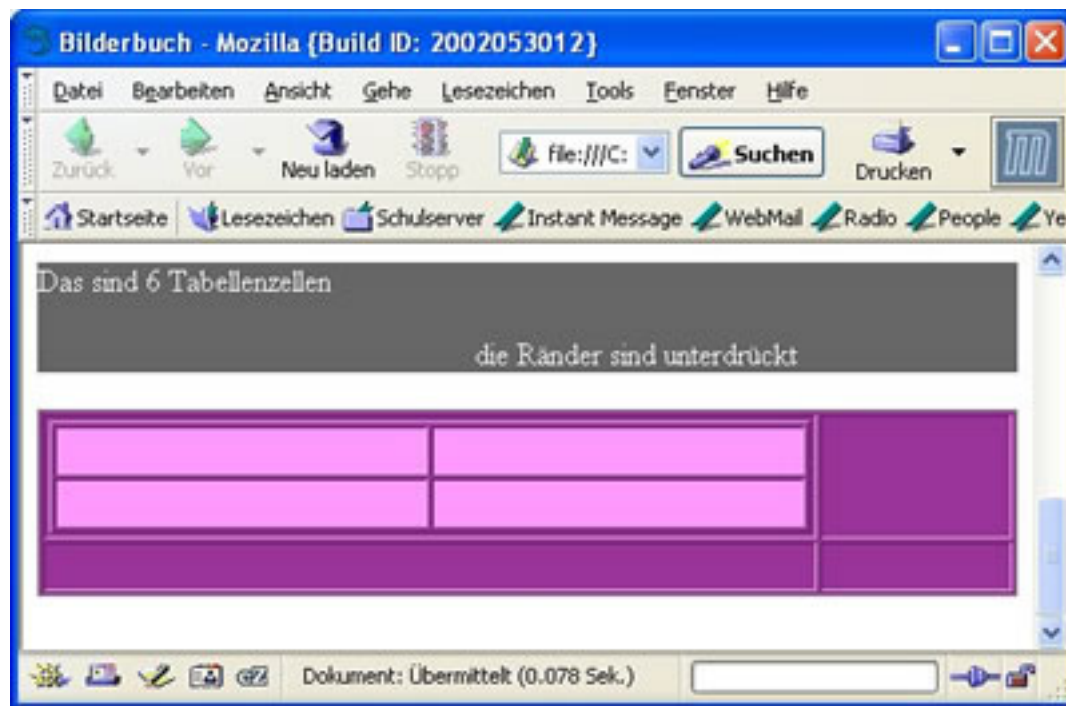 Bilderbuch - Mozilla {Build ID: 2002053012}
Datei Bearbeiten Ansicht Gehe Lesezeichen Tools Fenster Hilfe
Zurück Vor Neu laden Stopp file:///C: Suchen Drucken
Startseite Lesezeichen Schulserver Instant Message WebMail Radio People Ye
Das sind 6 Tabellenzellen
die Ränder sind unterdrückt
Dokument: Übermittelt (0.078 Sek.)